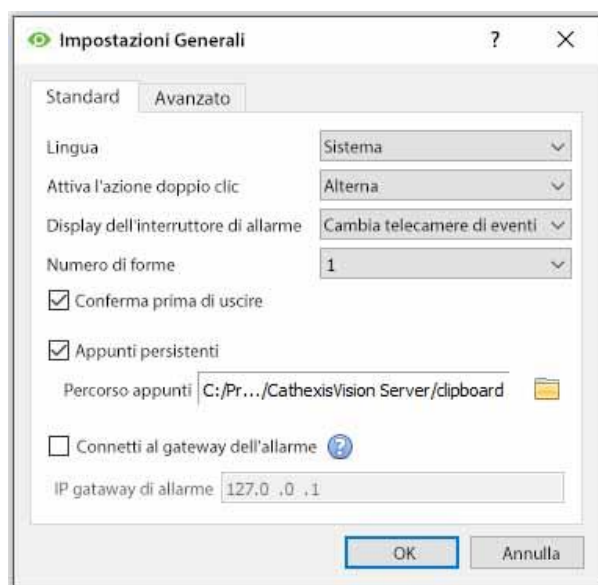 Impostazioni Generali
Standard Avanzato
Lingua Sistema
Attiva l'azione doppio clic Alterna
Display dell'interruttore di allarme Cambia telecamere di eventi
Numero di forme 1
Conferma prima di uscire
Appunti persistenti
Percorso appunti C:/Pr.../CathexisVision Server/clipboard
Connetti al gateway dell'allarme
IP gataway di allarme 127.0 .0 .1
OK Annulla